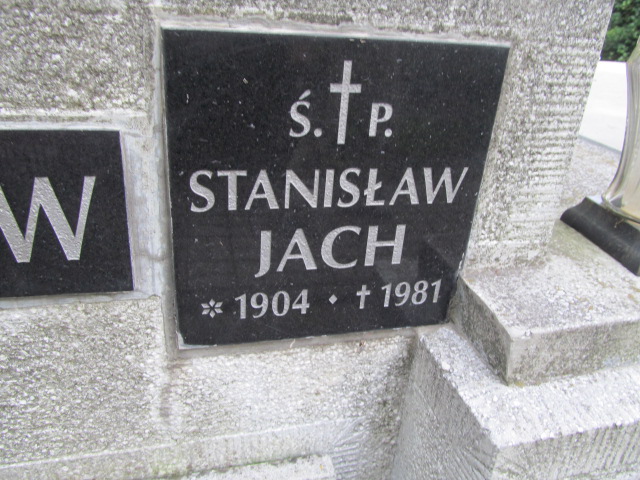 Ś. P.
STANISŁAW
JACH
* 1904 • † 1981
W